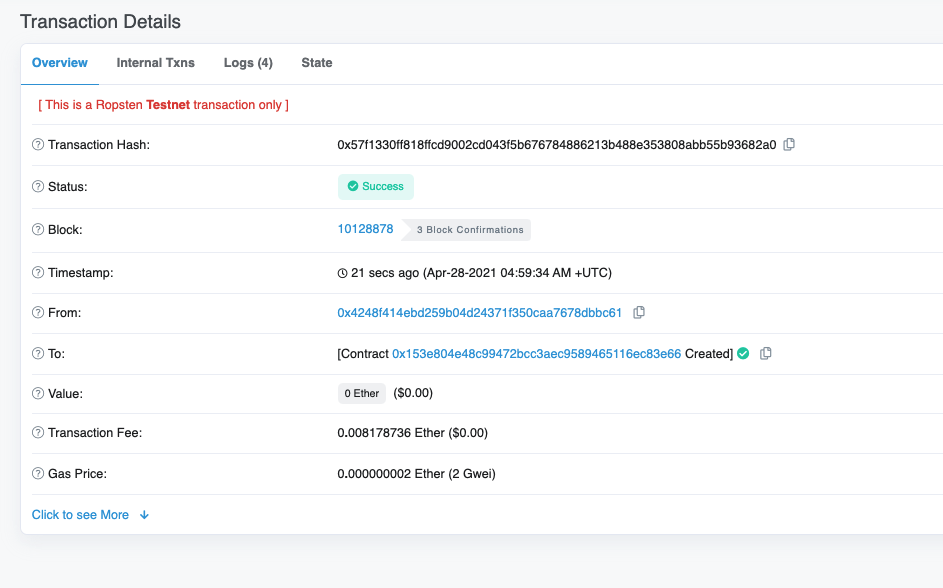 Transaction Details
Overview Internal Txns Logs (4) State
[ This is a Ropsten Testnet transaction only ]
Transaction Hash: 0x57f1330ff818ffcd9002cd043f5b676784886213b488e353808abb55b93682a0
Status: Success
Block: 10128878 3 Block Confirmations
Timestamp: 21 secs ago (Apr-28-2021 04:59:34 AM +UTC)
From: 0x4248f414ebd259b04d24371f350caa7678dbbc61
To: [Contract 0x153e804e48c99472bcc3aec9589465116ec83e66 Created]
Value: 0 Ether ($0.00)
Transaction Fee: 0.008178736 Ether ($0.00)
Gas Price: 0.000000002 Ether (2 Gwei)
Click to see More